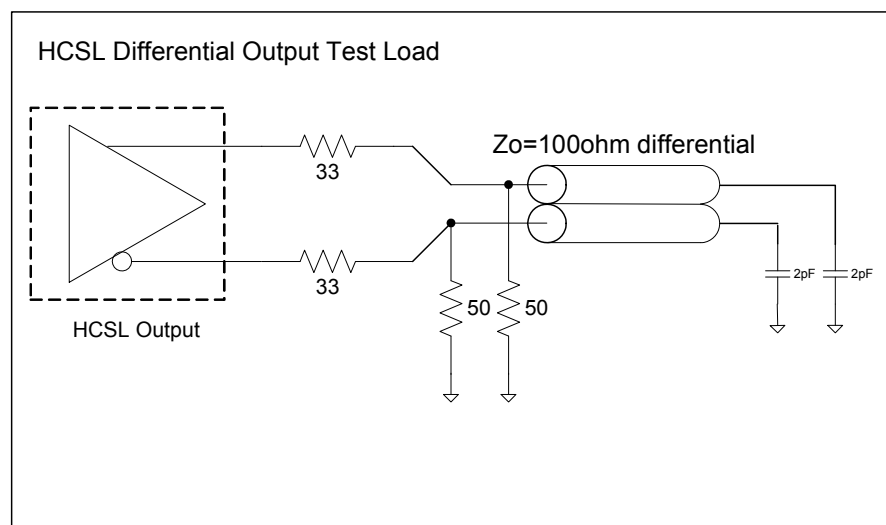 HCSL Differential Output Test Load
Zo=100ohm differential
33
33
2pF
2pF
50
50
HCSL Output